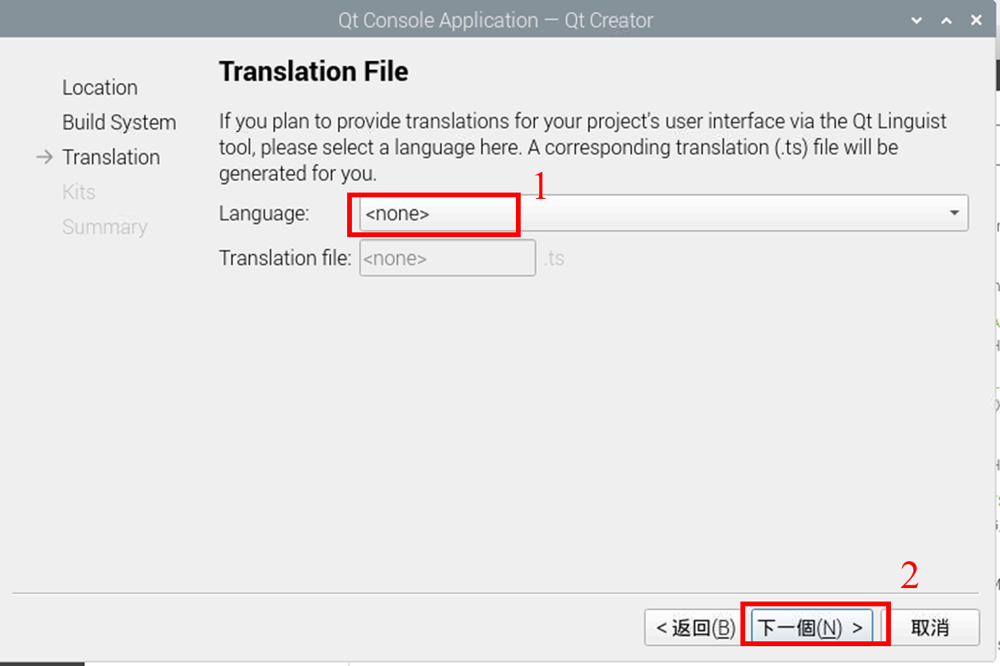 Qt Console Application — Qt Creator
Location
Build System
Translation
Kits
Summary
Translation File
If you plan to provide translations for your project's user interface via the Qt Linguist
tool, please select a language here. A corresponding translation (.ts) file will be
generated for you.
1
Language: <none>
Translation file: <none> .ts
2
< 返回(B) 下一個(N) > 取消